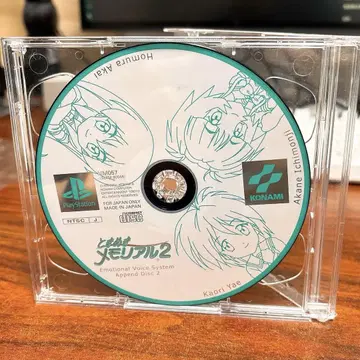 Homura Akai
Akane Ichimonji
PlayStation
NTSC J
FOR JAPAN ONLY
MADE IN JAPAN
KONAMI
ときめき
メモリアル2
Emotional Voice System
Append Disc 2
Kaori Yae